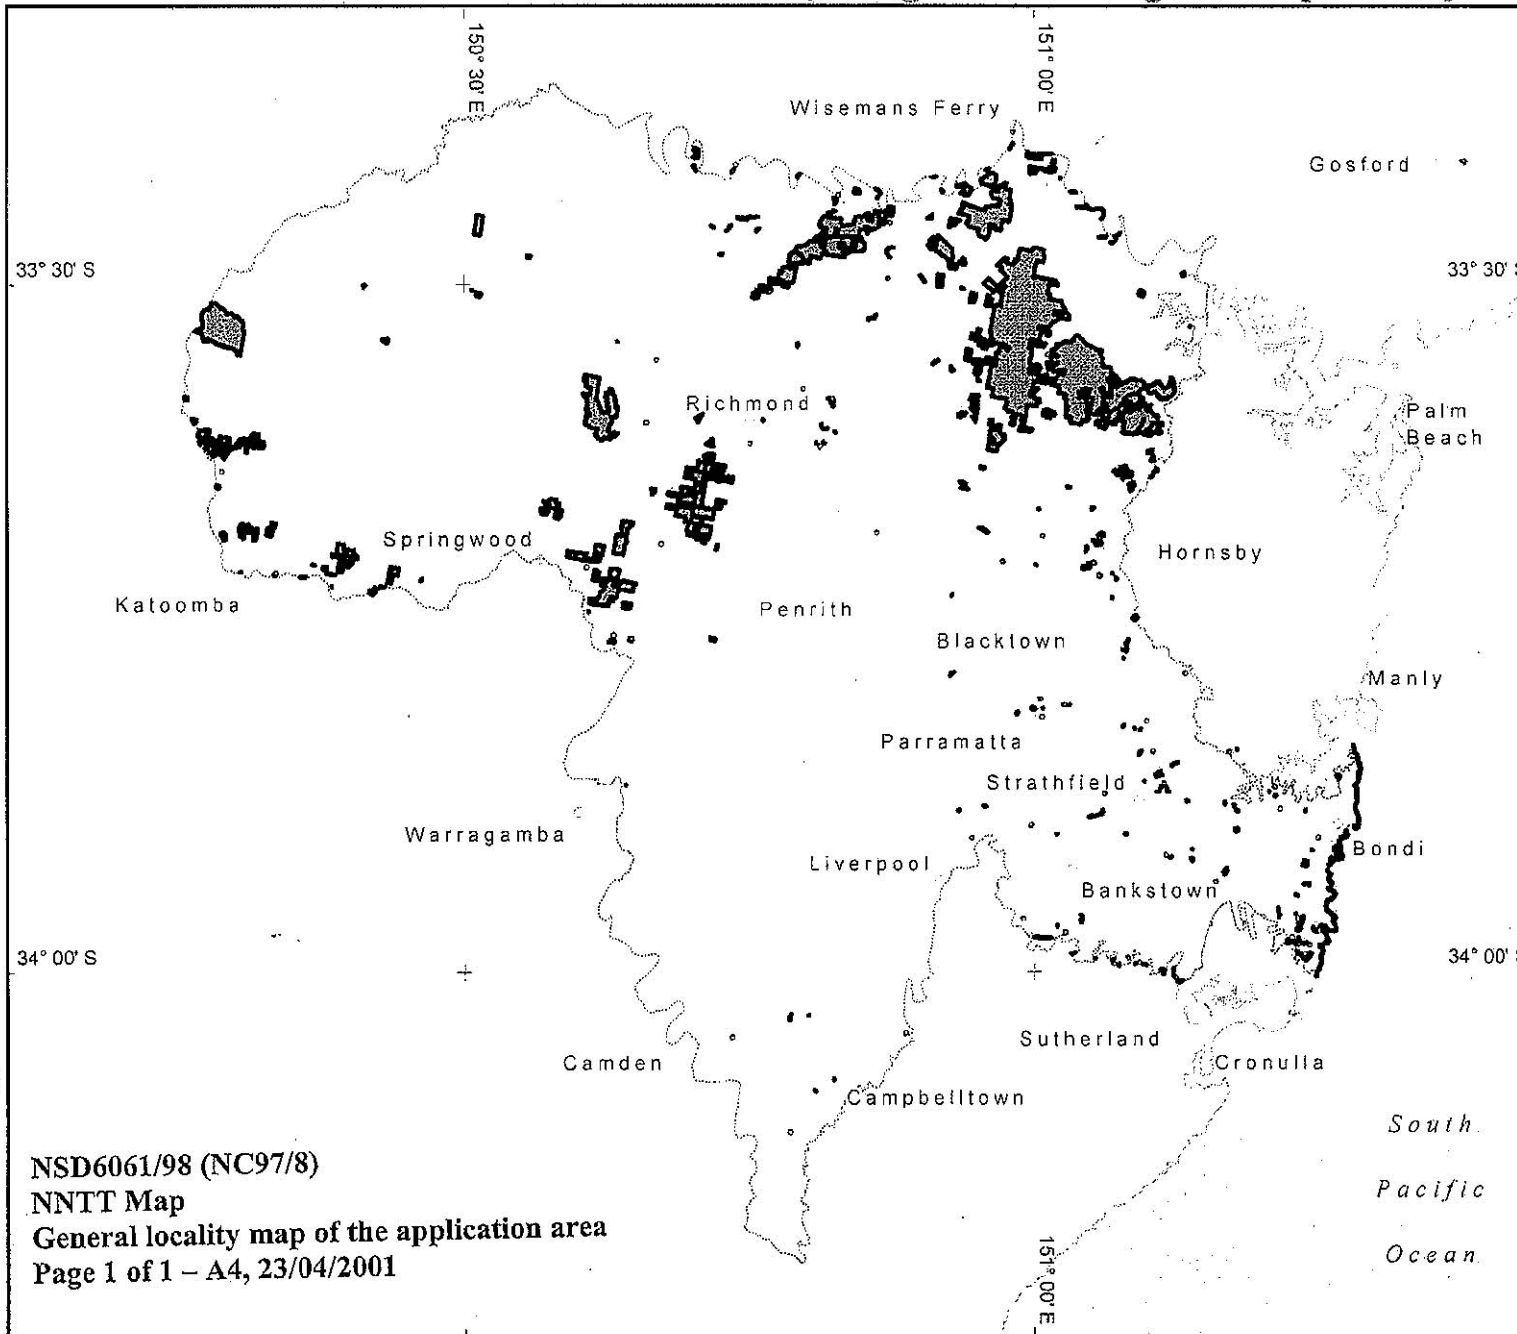 150° 30' E
151° 00' E
Wisemans Ferry
Gosford
33° 30' S
33° 30' S
Richmond
Palm
Beach
Springwood
Hornsby
Katoomba
Penrith
Blacktown
Manly
Parramatta
Strathfield
Warragamba
Liverpool
Bondi
Bankstown
34° 00' S
34° 00' S
Sutherland
Camden
Cronulla
Campbelltown
South
Pacific
Ocean
151° 00' E
NSD6061/98 (NC97/8)
NNTT Map
General locality map of the application area
Page 1 of 1 – A4, 23/04/2001